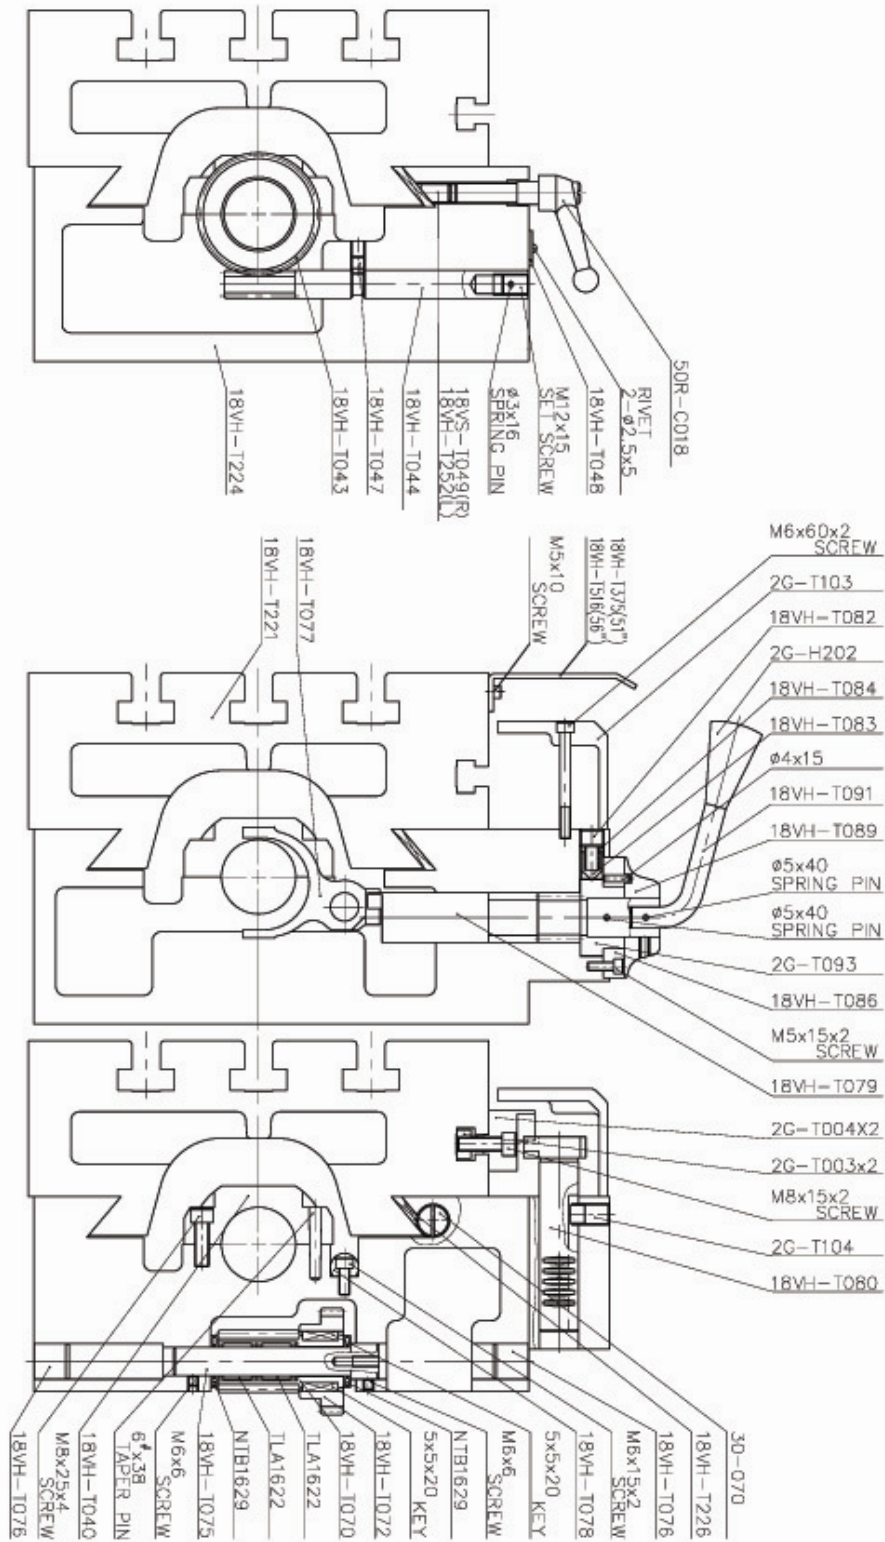 50R-C018
RIVET
2-ø2.5x5
18VH-T048
M12x15
SET SCREW
ø3x16
SPRING PIN
18VS-T049(R)
18VH-T252(L)
18VH-T044
18VH-T047
18VH-T043
18VH-T224
M6x60x2
SCREW
2G-T103
18VH-T082
2G-H202
18VH-T084
18VH-T083
ø4x15
18VH-T091
18VH-T089
ø5x40
SPRING PIN
ø5x40
SPRING PIN
2G-T093
18VH-T086
M5x15x2
SCREW
18VH-T079
18VH-T375(51")
18VH-T516(56")
M5x10
SCREW
18VH-T077
18VH-T221
2G-T004X2
2G-T003x2
M8x15x2
SCREW
2G-T104
18VH-T080
3D-070
18VH-T226
18VH-T076
M6x15x2
SCREW
18VH-T078
5x5x20 KEY
M6x6
SCREW
NTB1629
5x5x20 KEY
18VH-T072
18VH-T070
TLA1622
TLA1622
NTB1629
18VH-T075
M6x6
SCREW
6#x38
TAPER PIN
18VH-T040
M8x25x4
SCREW
18VH-T076